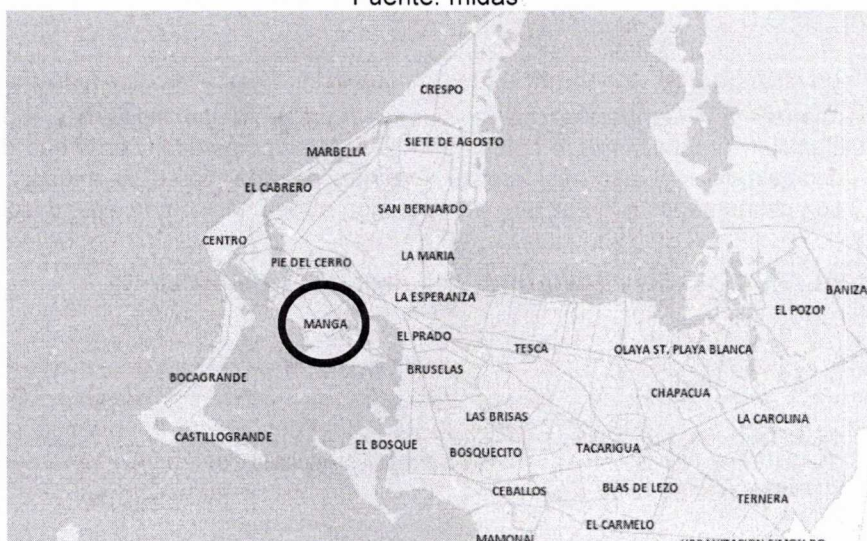 Fuente: midas
CRESPO
SIETE DE AGOSTO
MARBELLA
EL CABRERO
SAN BERNARDO
CENTRO
LA MARIA
PIE DEL CERRO
BANIZA
LA ESPERANZA
EL POZON
MANGA
EL PRADO
TESCA
OLAYA ST. PLAYA BLANCA
BRUSELAS
BOCAGRANDE
CHAPACUA
LAS BRISAS
LA CAROLINA
CASTILLOGRANDE
EL BOSQUE
TACARIGUA
BOSQUECITO
CEBALLOS
BLAS DE LEZO
TERNERA
EL CARMELO
MAMONAL